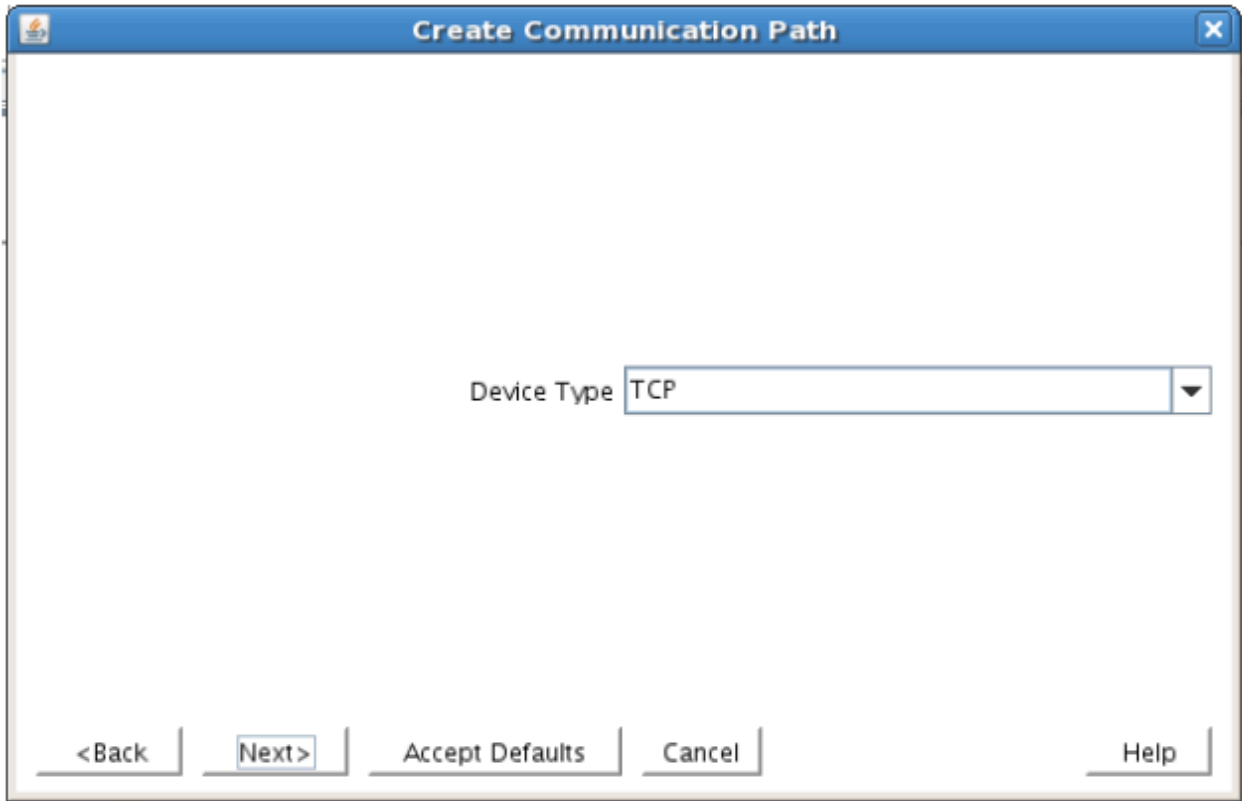 Create Communication Path
Device Type TCP
<Back Next> Accept Defaults Cancel Help